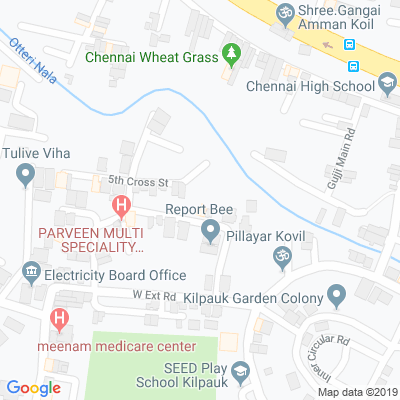 Shree.Gangai
Amman Koil
Otteri Nala
Chennai Wheat Grass
Chennai High School
Gujji Main Rd
Tulive Viha
5th Cross St
Report Bee
PARVEEN MULTI
SPECIALITY...
Pillayar Kovil
Electricity Board Office
W Ext Rd
Kilpauk Garden Colony
meenam medicare center
Inner Circular Rd
SEED Play
School Kilpauk
Google
Map data ©2019